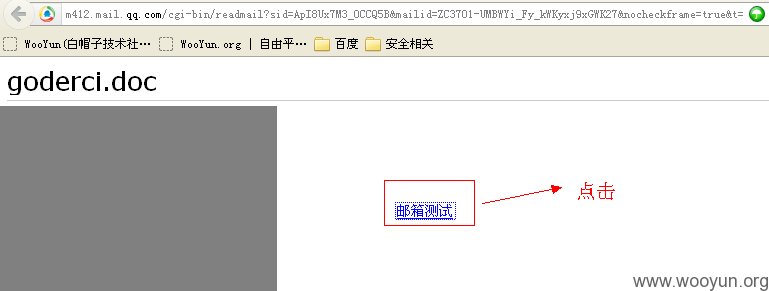 m412.mail.qq.com/cgi-bin/readmail?sid=ApI8Ux7M3_OCCQ5B&mailid=ZC3701-UMBWYi_Fy_kWKyxj9xGWK27&nocheckframe=true&t=
WooYun(白帽子技术社… WooYun.org | 自由平… 百度 安全相关
goderci.doc
点击
邮箱测试
www.wooyun.org